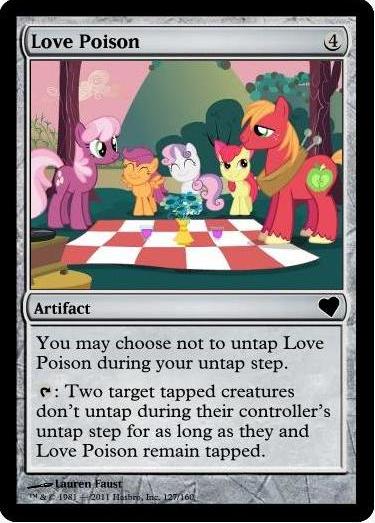 Love Poison 4
Artifact
You may choose not to untap Love
Poison during your untap step.
: Two target tapped creatures
don't untap during their controller's
untap step for as long as they and
Love Poison remain tapped.
Lauren Faust
™ & © 1981 — 2011 Hasbro, Inc. 127/160